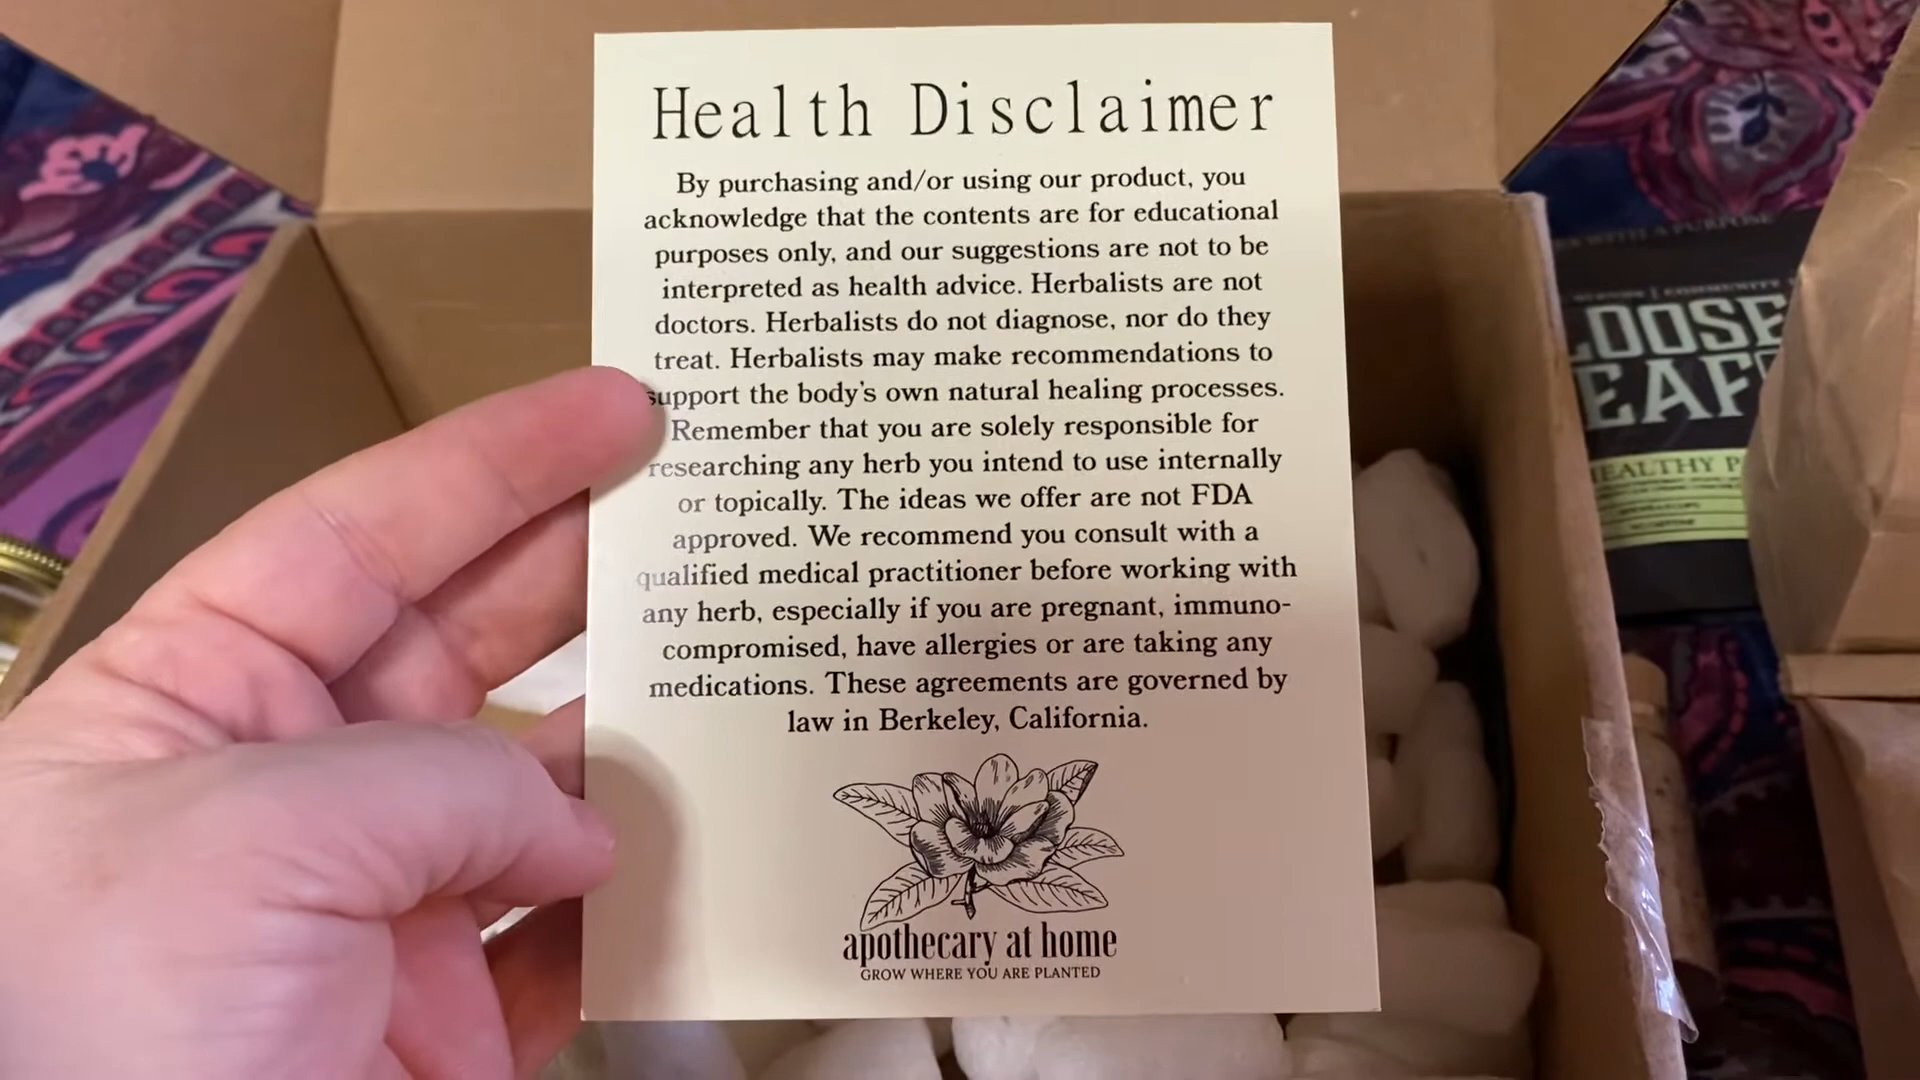 Health Disclaimer
By purchasing and/or using our product, you
acknowledge that the contents are for educational
purposes only, and our suggestions are not to be
interpreted as health advice. Herbalists are not
doctors. Herbalists do not diagnose, nor do they
treat. Herbalists may make recommendations to
support the body's own natural healing processes.
Remember that you are solely responsible for
researching any herb you intend to use internally
or topically. The ideas we offer are not FDA
approved. We recommend you consult with a
qualified medical practitioner before working with
any herb, especially if you are pregnant, immuno-
compromised, have allergies or are taking any
medications. These agreements are governed by
law in Berkeley, California.
apothecary at home
GROW WHERE YOU ARE PLANTED
WITH A PURPOSE
LOOSE
EAF
HEALTHY P